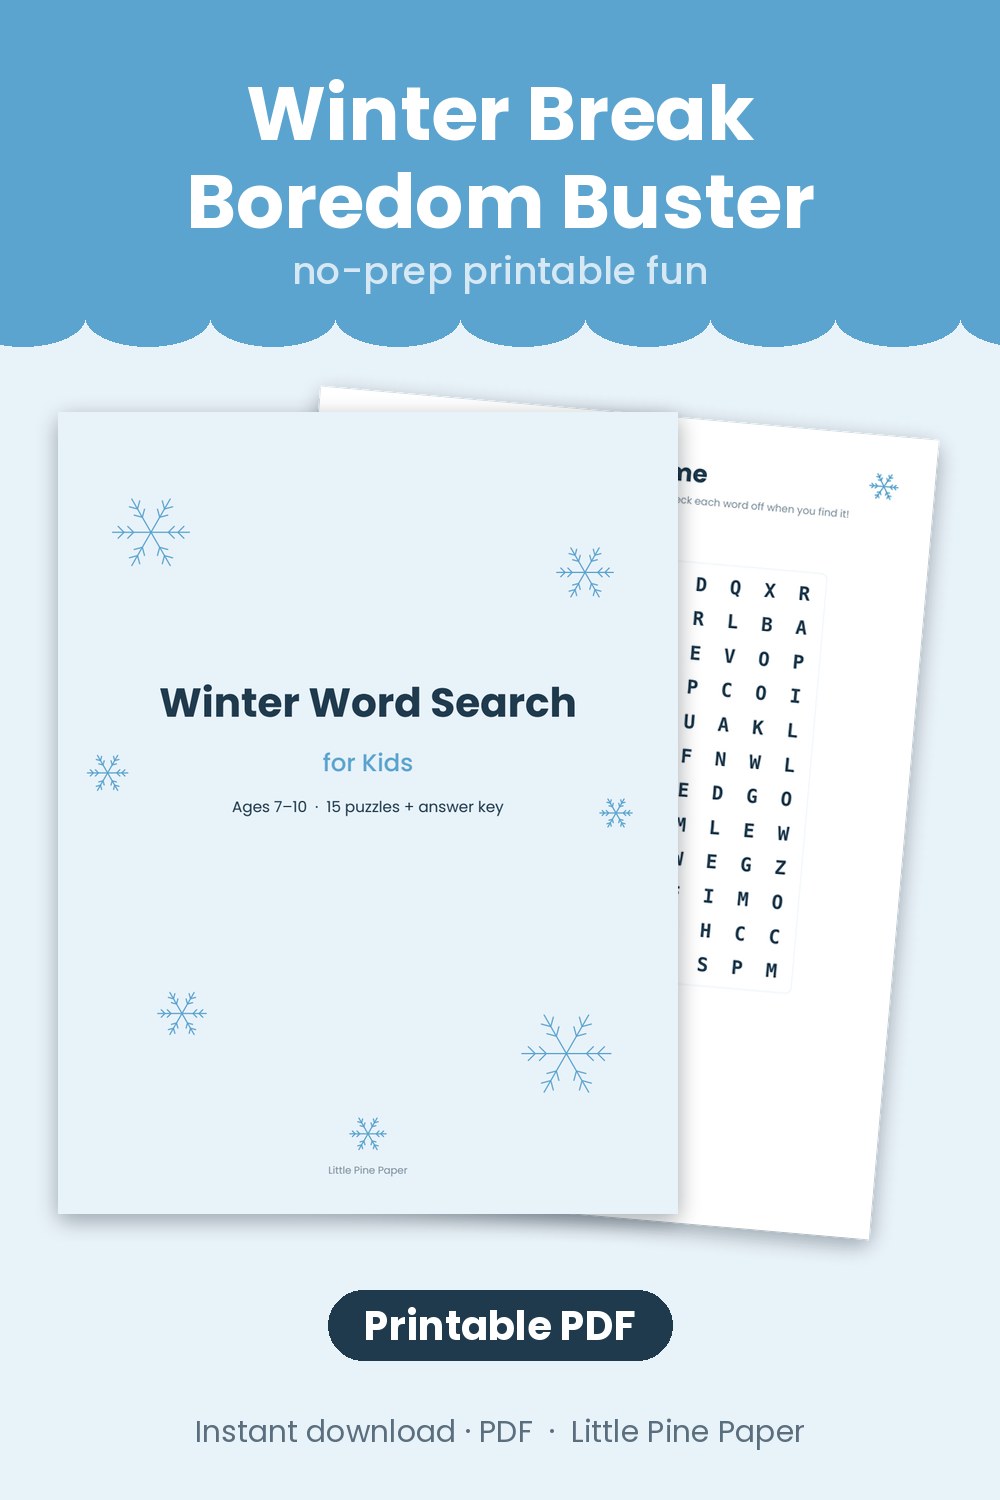 Winter Break
Boredom Buster
no-prep printable fun
Winter Word Search
for Kids
Ages 7–10 · 15 puzzles + answer key
Little Pine Paper
each word off when you find it!
D Q X R
R L B A
E V O P
P C O I
U A K L
F N W L
E D G O
M L E W
E G Z
I M O
H C C
S P M
Printable PDF
Instant download · PDF · Little Pine Paper